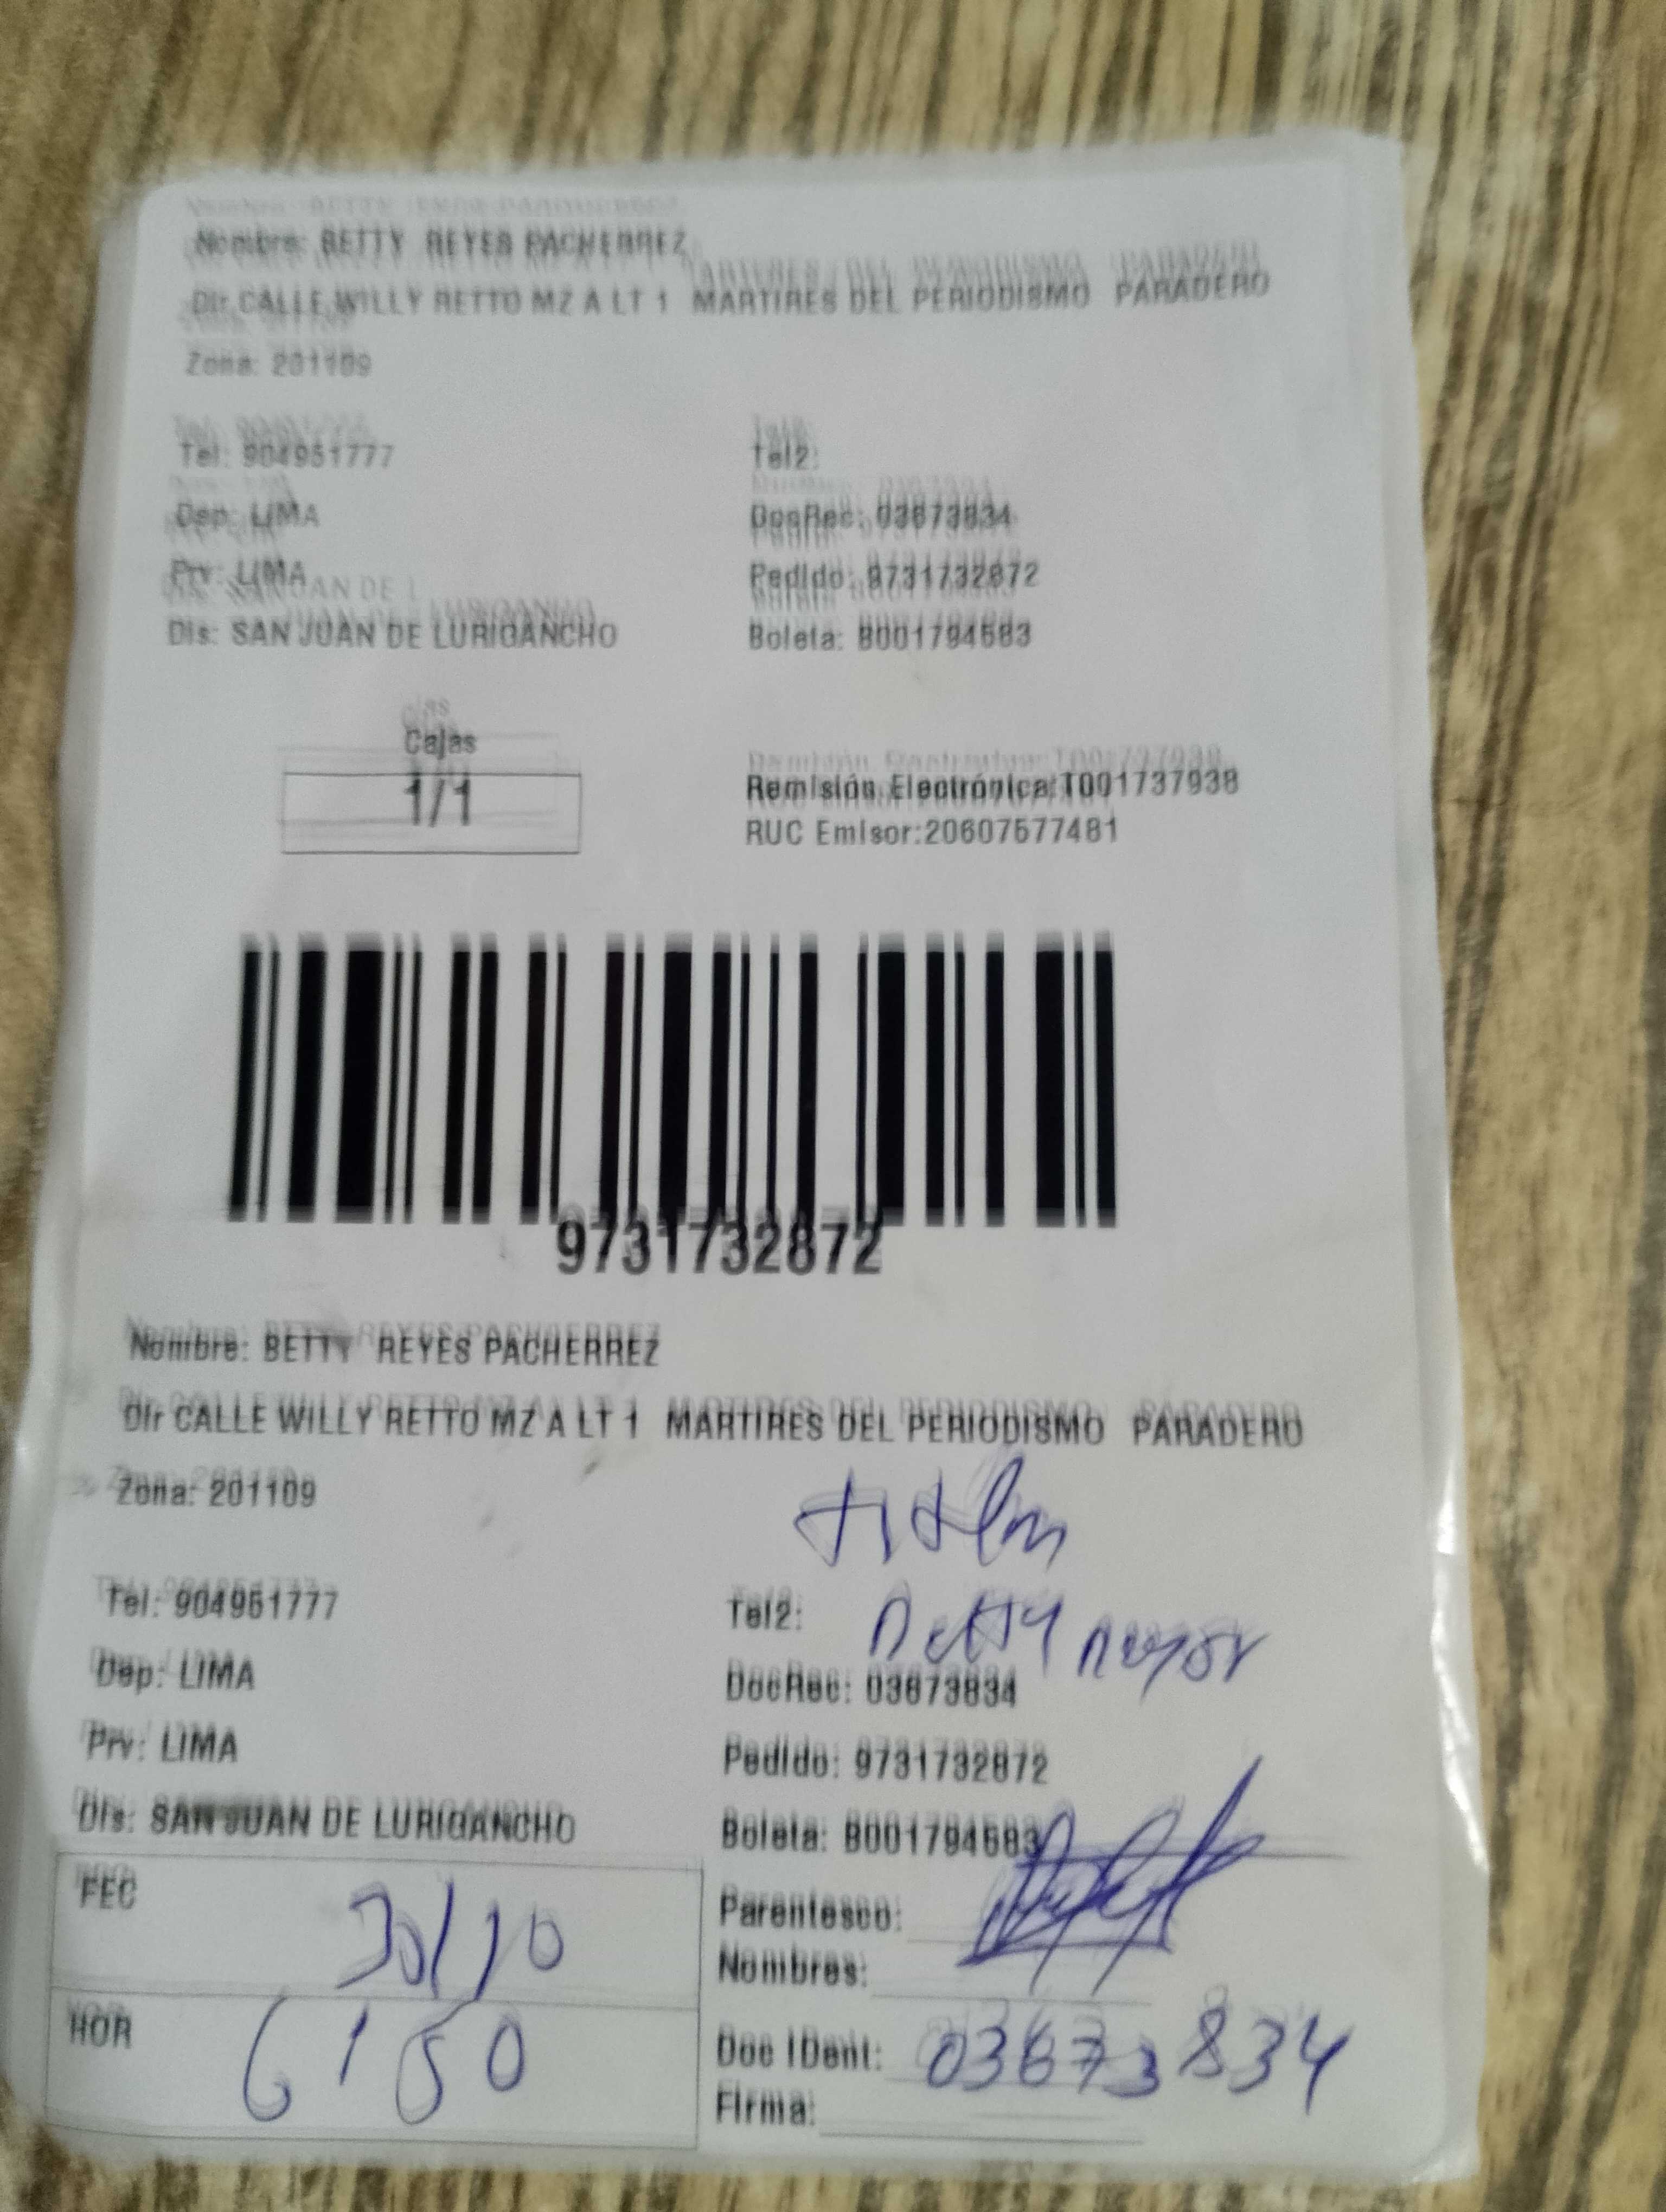 Nombre: BETTY REYES PACHERREZ
Dir CALLE WILLY RETTO MZ A LT 1 MARTIRES DEL PERIODISMO PARADERO
Zona: 201109
Tel: 904951777 Tel2:
Dep: LIMA DocRec: 03873834
Prv: LIMA Pedido: 9731732872
Dis: SAN JUAN DE LURIGANCHO Boleta: B001794583
Cajas
1/1
Remisión Electrónica:T001737938
RUC Emisor:20607577481
9731732872
Nombre: BETTY REYES PACHERREZ
Dir CALLE WILLY RETTO MZ A LT 1 MARTIRES DEL PERIODISMO PARADERO
Zona: 201109
Tel: 904951777 Tel2:
Dep: LIMA DocRec: 03873834
Prv: LIMA Pedido: 9731732872
Dis: SAN JUAN DE LURIGANCHO Boleta: B001794583
FEC 30/10
Parentesco:
Nombres:
HOR 6:50
Doc IDent: 03873834
Firma: